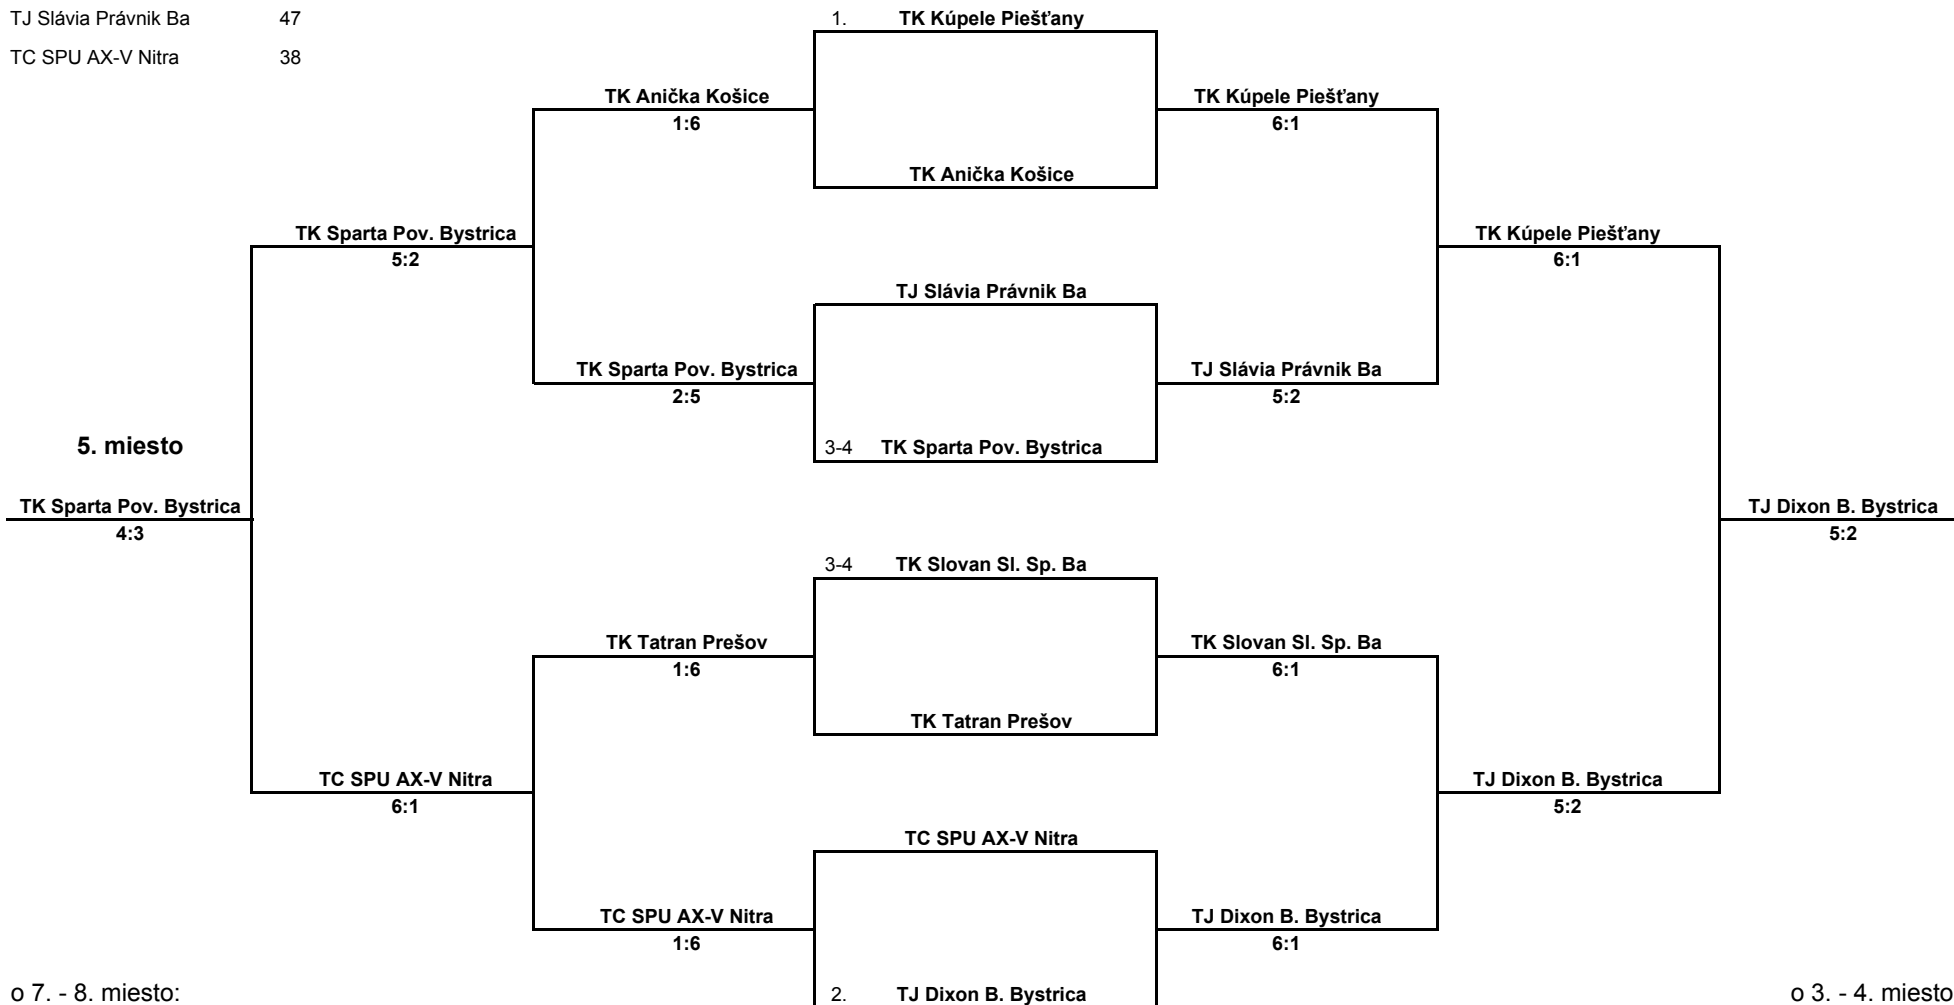 TJ Slávia Právnik Ba 47
1. TK Kúpele Piešťany
TC SPU AX-V Nitra 38
TK Anička Košice
1:6
TK Kúpele Piešťany
6:1
TK Anička Košice
TK Sparta Pov. Bystrica
5:2
TK Kúpele Piešťany
6:1
TJ Slávia Právnik Ba
TK Sparta Pov. Bystrica
2:5
TJ Slávia Právnik Ba
5:2
5. miesto
3-4 TK Sparta Pov. Bystrica
TK Sparta Pov. Bystrica
4:3
TJ Dixon B. Bystrica
5:2
3-4 TK Slovan Sl. Sp. Ba
TK Tatran Prešov
1:6
TK Slovan Sl. Sp. Ba
6:1
TK Tatran Prešov
TC SPU AX-V Nitra
6:1
TJ Dixon B. Bystrica
5:2
TC SPU AX-V Nitra
TC SPU AX-V Nitra
1:6
TJ Dixon B. Bystrica
6:1
o 7. - 8. miesto:
2. TJ Dixon B. Bystrica
o 3. - 4. miesto